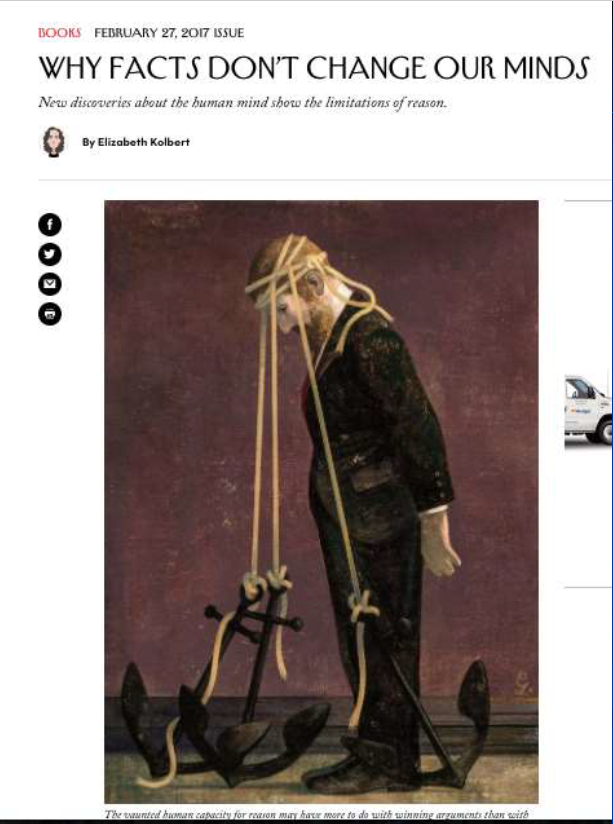 BOOKS FEBRUARY 27, 2017 ISSUE
WHY FACTS DON'T CHANGE OUR MINDS
New discoveries about the human mind show the limitations of reason.
By Elizabeth Kolbert
The vaunted human capacity for reason may have more to do with winning arguments than with